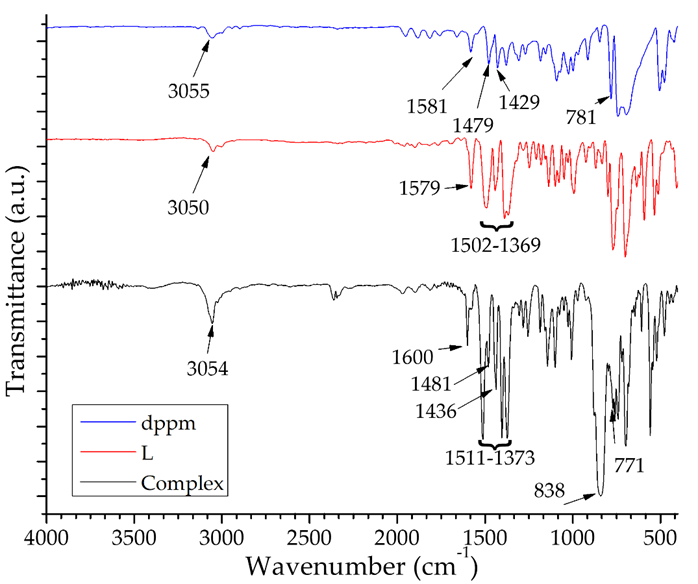 Transmittance (a.u.)
3055
1581
1479
1429
781
3050
1579
1502-1369
3054
1600
1481
1436
1511-1373
838
771
dppm
L
Complex
4000 3500 3000 2500 2000 1500 1000 500
Wavenumber (cm-1)